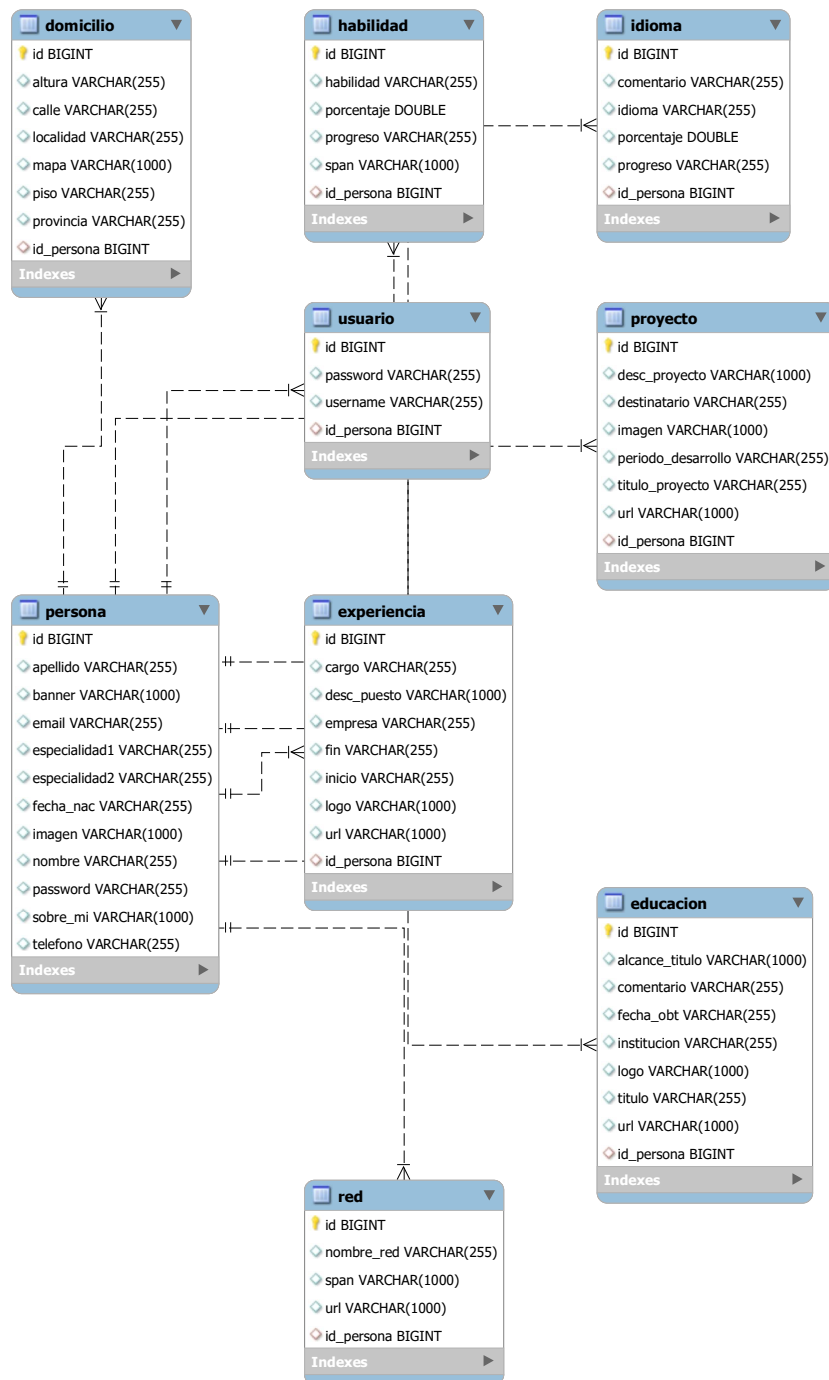 domicilio
id BIGINT
altura VARCHAR(255)
calle VARCHAR(255)
localidad VARCHAR(255)
mapa VARCHAR(1000)
piso VARCHAR(255)
provincia VARCHAR(255)
id_persona BIGINT
Indexes
habilidad
id BIGINT
habilidad VARCHAR(255)
porcentaje DOUBLE
progreso VARCHAR(255)
span VARCHAR(1000)
id_persona BIGINT
Indexes
idioma
id BIGINT
comentario VARCHAR(255)
idioma VARCHAR(255)
porcentaje DOUBLE
progreso VARCHAR(255)
id_persona BIGINT
Indexes
usuario
id BIGINT
password VARCHAR(255)
username VARCHAR(255)
id_persona BIGINT
Indexes
proyecto
id BIGINT
desc_proyecto VARCHAR(1000)
destinatario VARCHAR(255)
imagen VARCHAR(1000)
periodo_desarrollo VARCHAR(255)
titulo_proyecto VARCHAR(255)
url VARCHAR(1000)
id_persona BIGINT
Indexes
persona
id BIGINT
apellido VARCHAR(255)
banner VARCHAR(1000)
email VARCHAR(255)
especialidad1 VARCHAR(255)
especialidad2 VARCHAR(255)
fecha_nac VARCHAR(255)
imagen VARCHAR(1000)
nombre VARCHAR(255)
password VARCHAR(255)
sobre_mi VARCHAR(1000)
telefono VARCHAR(255)
Indexes
experiencia
id BIGINT
cargo VARCHAR(255)
desc_puesto VARCHAR(1000)
empresa VARCHAR(255)
fin VARCHAR(255)
inicio VARCHAR(255)
logo VARCHAR(1000)
url VARCHAR(1000)
id_persona BIGINT
Indexes
educacion
id BIGINT
alcance_titulo VARCHAR(1000)
comentario VARCHAR(255)
fecha_obt VARCHAR(255)
institucion VARCHAR(255)
logo VARCHAR(1000)
titulo VARCHAR(255)
url VARCHAR(1000)
id_persona BIGINT
Indexes
red
id BIGINT
nombre_red VARCHAR(255)
span VARCHAR(1000)
url VARCHAR(1000)
id_persona BIGINT
Indexes